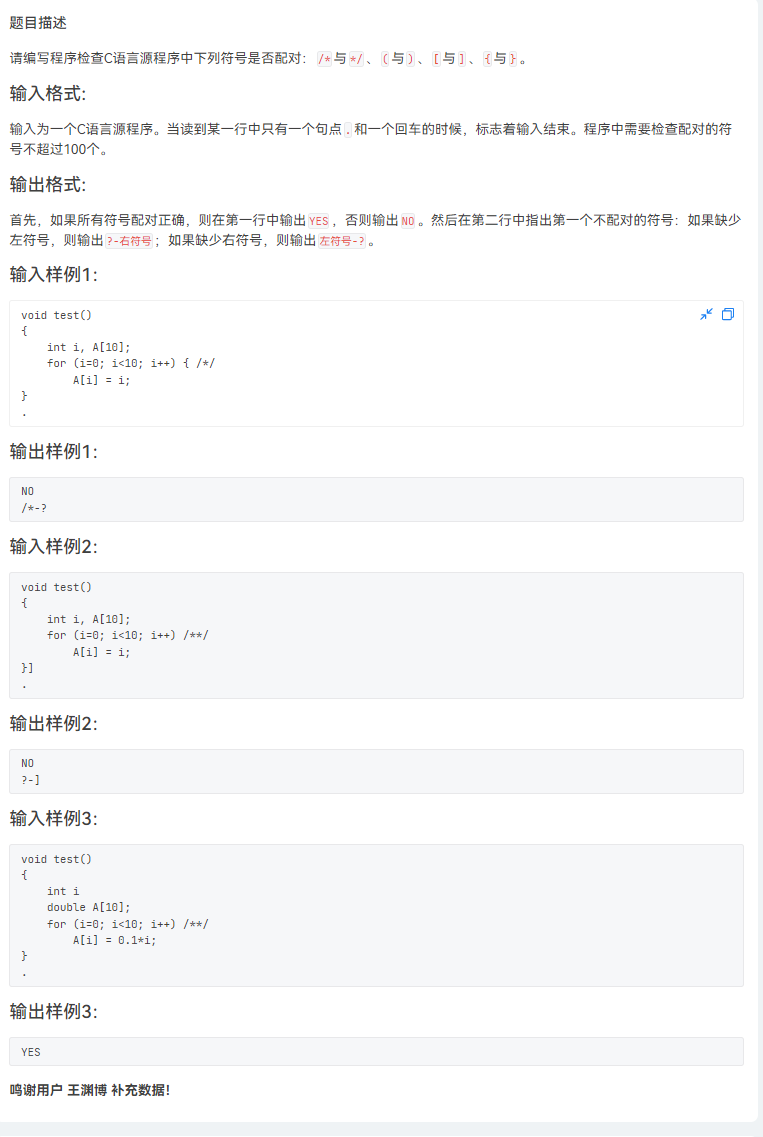 题目描述
请编写程序检查C语言源程序中下列符号是否配对：/*与*/、(与)、[与]、{与}。
输入格式:
输入为一个C语言源程序。当读到某一行中只有一个句点.和一个回车的时候，标志着输入结束。程序中需要检查配对的符
号不超过100个。
输出格式:
首先，如果所有符号配对正确，则在第一行中输出YES，否则输出NO。然后在第二行中指出第一个不配对的符号：如果缺少
左符号，则输出?-右符号；如果缺少右符号，则输出左符号-?。
输入样例1:
void test()
{
    int i, A[10];
    for (i=0; i<10; i++) { /*/
        A[i] = i;
}
.
输出样例1:
NO
/*-?
输入样例2:
void test()
{
    int i, A[10];
    for (i=0; i<10; i++) /**/
        A[i] = i;
}]
.
输出样例2:
NO
?-]
输入样例3:
void test()
{
    int i
    double A[10];
    for (i=0; i<10; i++) /**/
        A[i] = 0.1*i;
}
.
输出样例3:
YES
鸣谢用户 王渊博 补充数据！